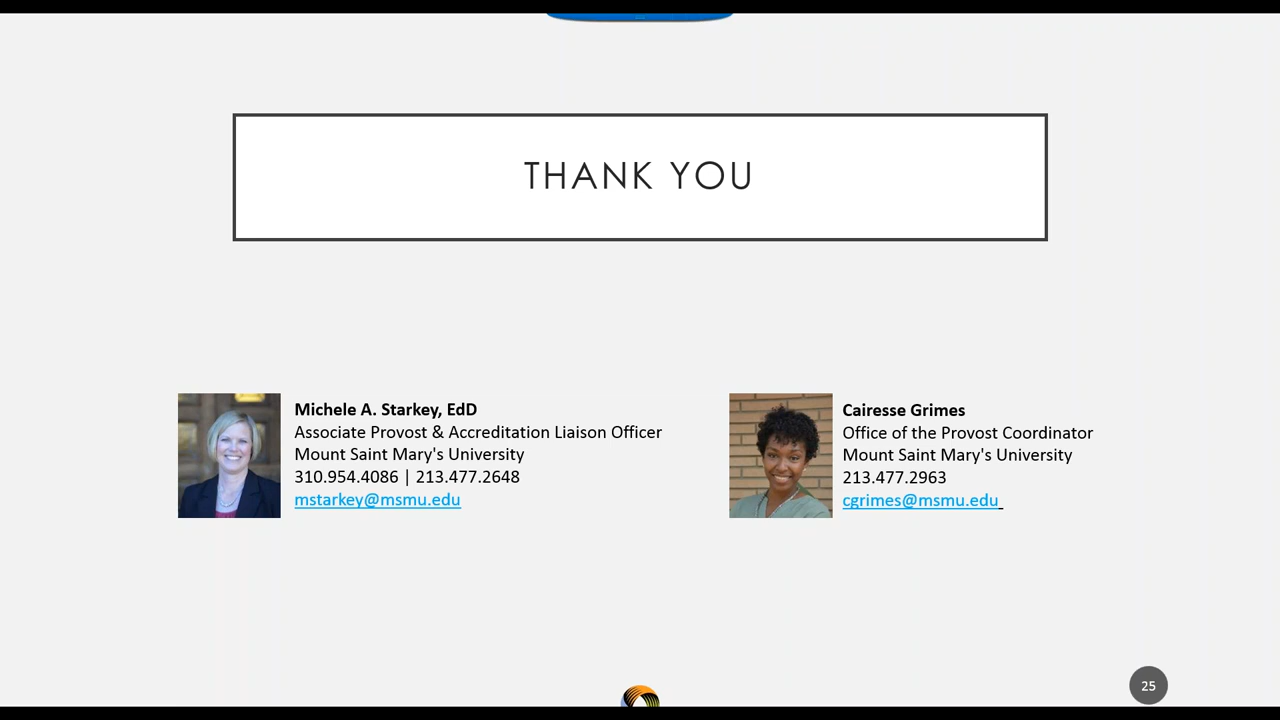 THANK YOU
Michele A. Starkey, EdD
Associate Provost & Accreditation Liaison Officer
Mount Saint Mary's University
310.954.4086 | 213.477.2648
mstarkey@msmu.edu
Cairesse Grimes
Office of the Provost Coordinator
Mount Saint Mary's University
213.477.2963
cgrimes@msmu.edu
25